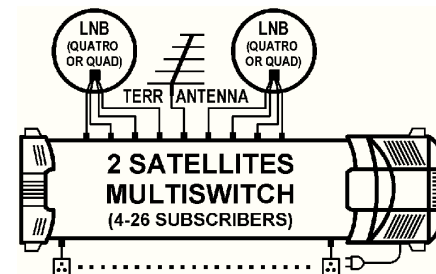 LNB
(QUATRO
OR QUAD)
LNB
(QUATRO
OR QUAD)
TERR ANTENNA
2 SATELLITES
MULTISWITCH
(4-26 SUBSCRIBERS)